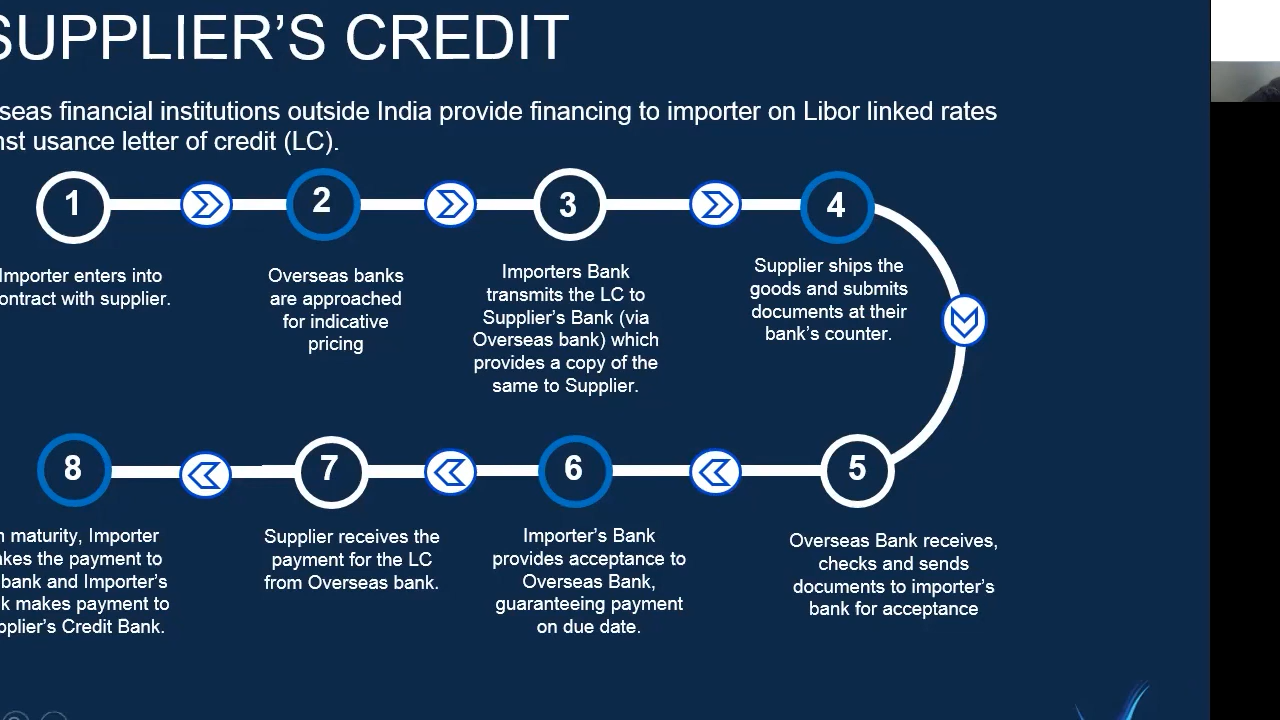 SUPPLIER'S CREDIT
seas financial institutions outside India provide financing to importer on Libor linked rates
nst usance letter of credit (LC).
1
2
3
4
Importer enters into
ontract with supplier.
Overseas banks
are approached
for indicative
pricing
Importers Bank
transmits the LC to
Supplier's Bank (via
Overseas bank) which
provides a copy of the
same to Supplier.
Supplier ships the
goods and submits
documents at their
bank's counter.
8
7
6
5
n maturity, Importer
akes the payment to
bank and Importer's
k makes payment to
pplier's Credit Bank.
Supplier receives the
payment for the LC
from Overseas bank.
Importer's Bank
provides acceptance to
Overseas Bank,
guaranteeing payment
on due date.
Overseas Bank receives,
checks and sends
documents to importer's
bank for acceptance